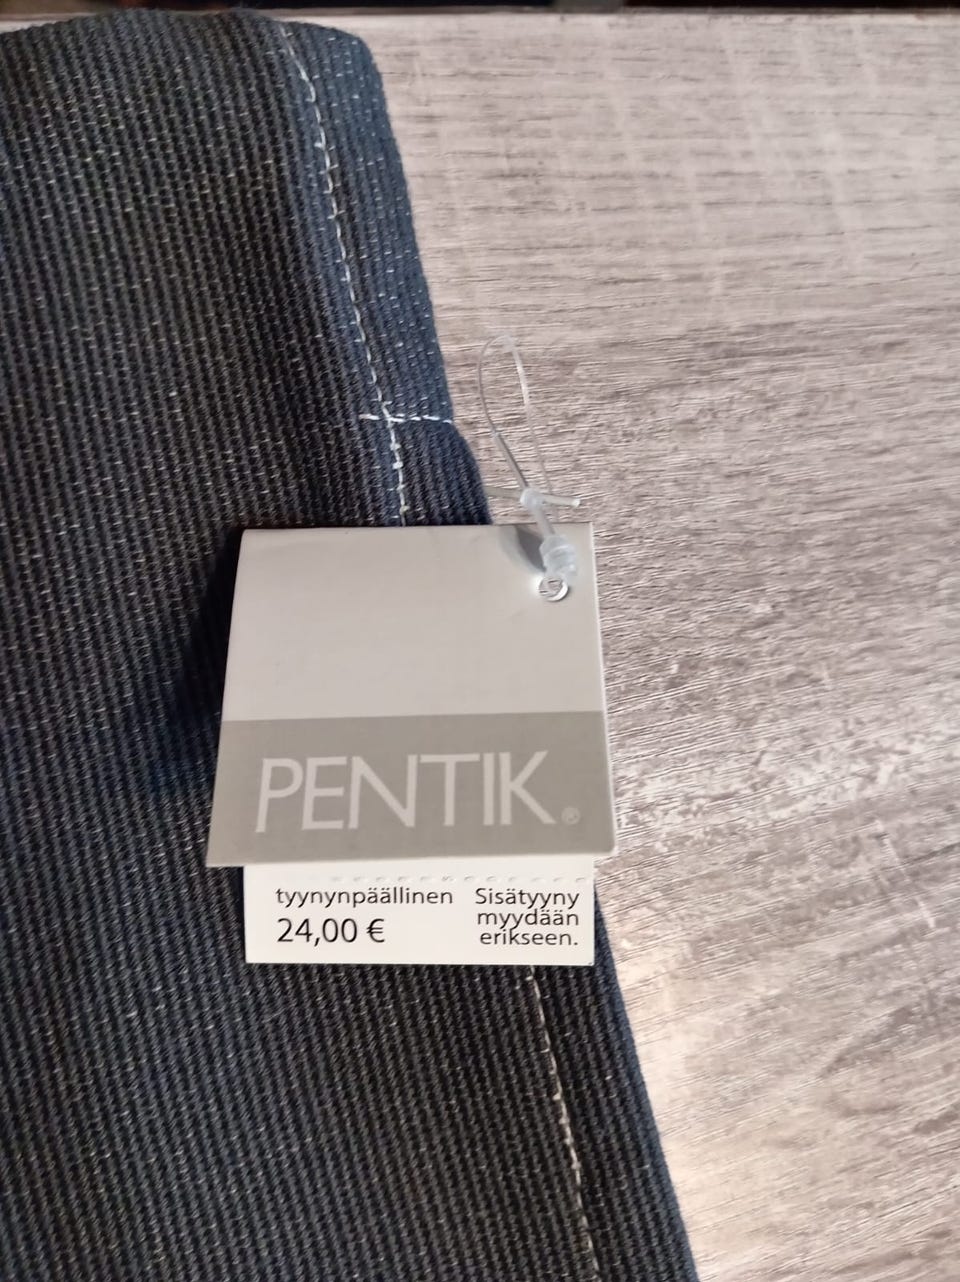 PENTIK®
tyynynpäällinen
24,00 €
Sisätyyny
myydään
erikseen.